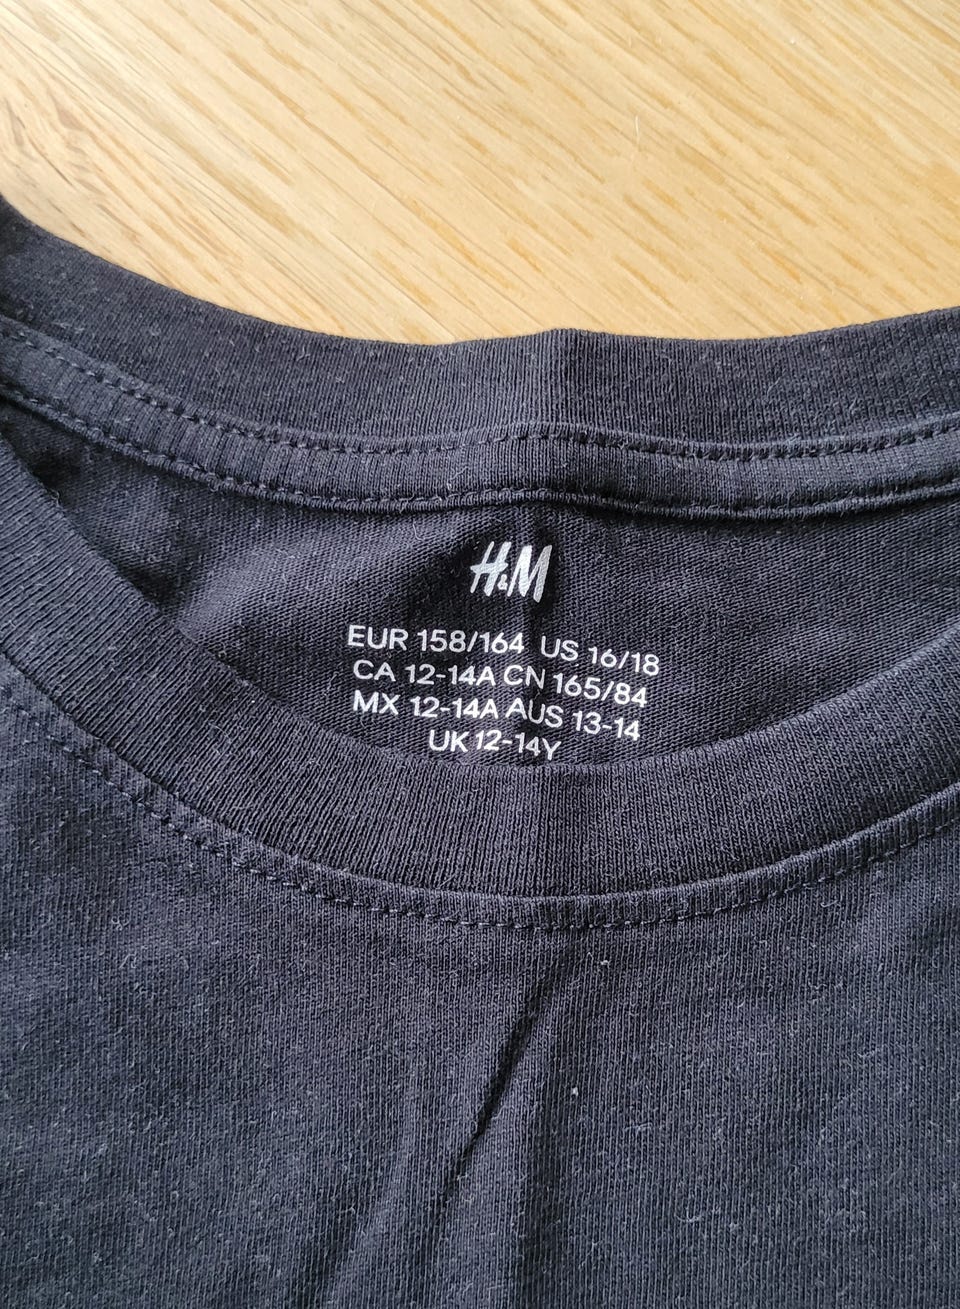 H&M
EUR 158/164 US 16/18
CA 12-14A CN 165/84
MX 12-14A AUS 13-14
UK 12-14Y